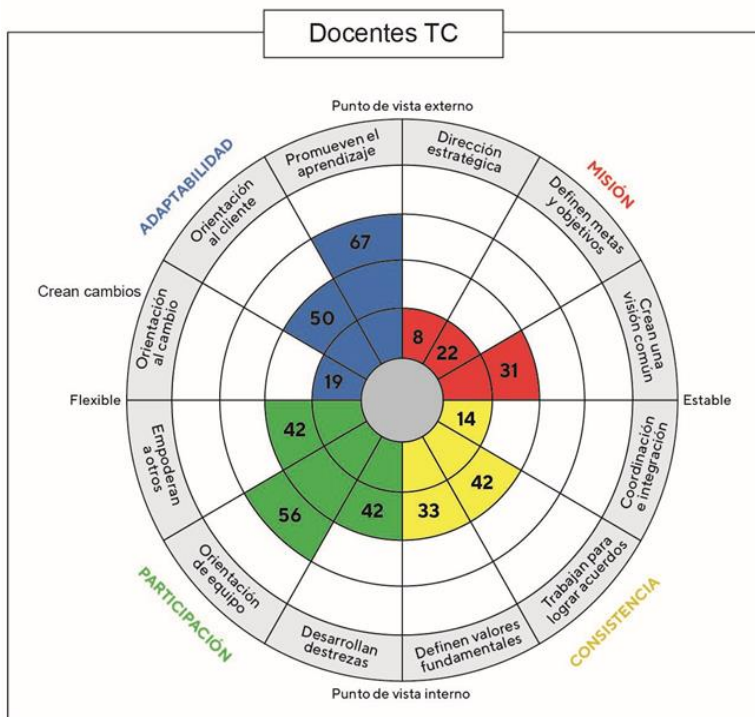 Docentes TC
Punto de vista externo
ADAPTABILIDAD
MISIÓN
Promueven el
aprendizaje
Dirección
estratégica
Orientación
al cliente
Definen metas
y objetivos
Crean cambios
Orientación
al cambio
Crean una
visión común
67
50
19
8
22
31
Flexible
Estable
42
56
42
33
42
14
Empoderan
a otros
Coordinación
e integración
Orientación
de equipo
Trabajan para
lograr acuerdos
Desarrollan
destrezas
Definen valores
fundamentales
PARTICIPACIÓN
CONSISTENCIA
Punto de vista interno